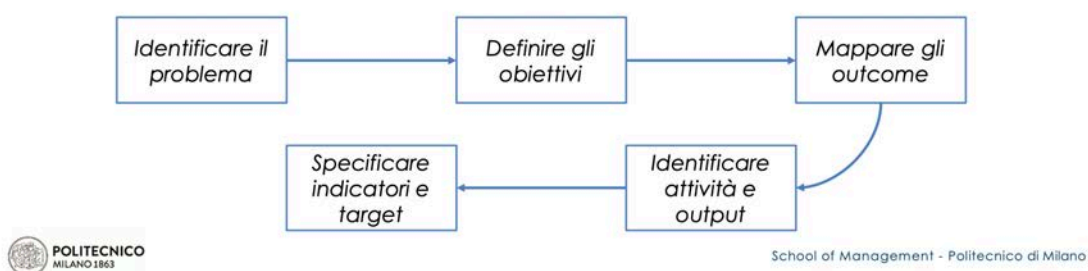 Identificare il
problema
Definire gli
obiettivi
Mappare gli
outcome
Identificare
attività e
output
Specificare
indicatori e
target
POLITECNICO
MILANO 1863
School of Management - Politecnico di Milano